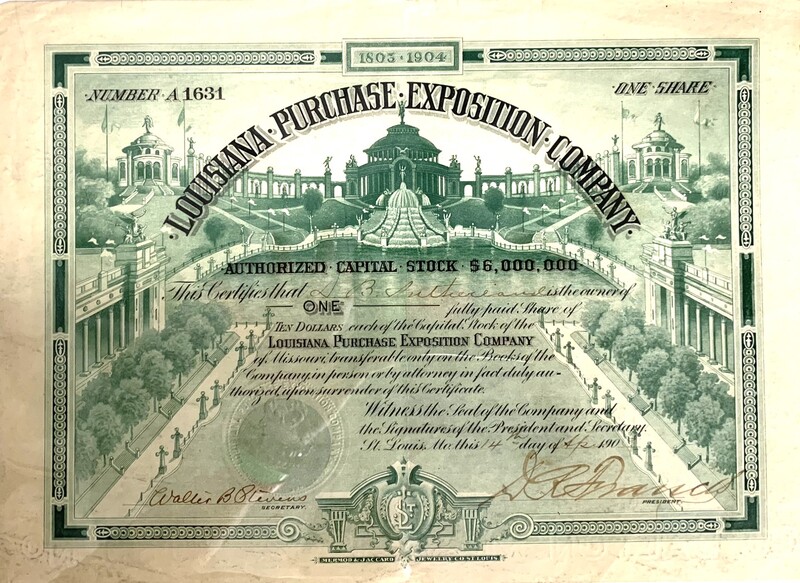 1803 · 1904
NUMBER · A 1631
ONE · SHARE
· LOUISIANA · PURCHASE · EXPOSITION · COMPANY ·
AUTHORIZED · CAPITAL · STOCK $6,000,000
This Certifies that is the owner of
ONE fully paid Share of
TEN DOLLARS each of the Capital Stock of the
LOUISIANA PURCHASE EXPOSITION COMPANY
of Missouri, transferable only on the Books of the
Company in person or by attorney in fact duly au-
thorized, upon surrender of this Certificate.
Witness the Seal of the Company and
the Signatures of the President and Secretary.
St. Louis, Mo. this 14th day of 190
Walter B Stevens
SECRETARY.
D R Francis
PRESIDENT.
MERMOD & JACCARD JEWELRY CO. ST. LOUIS